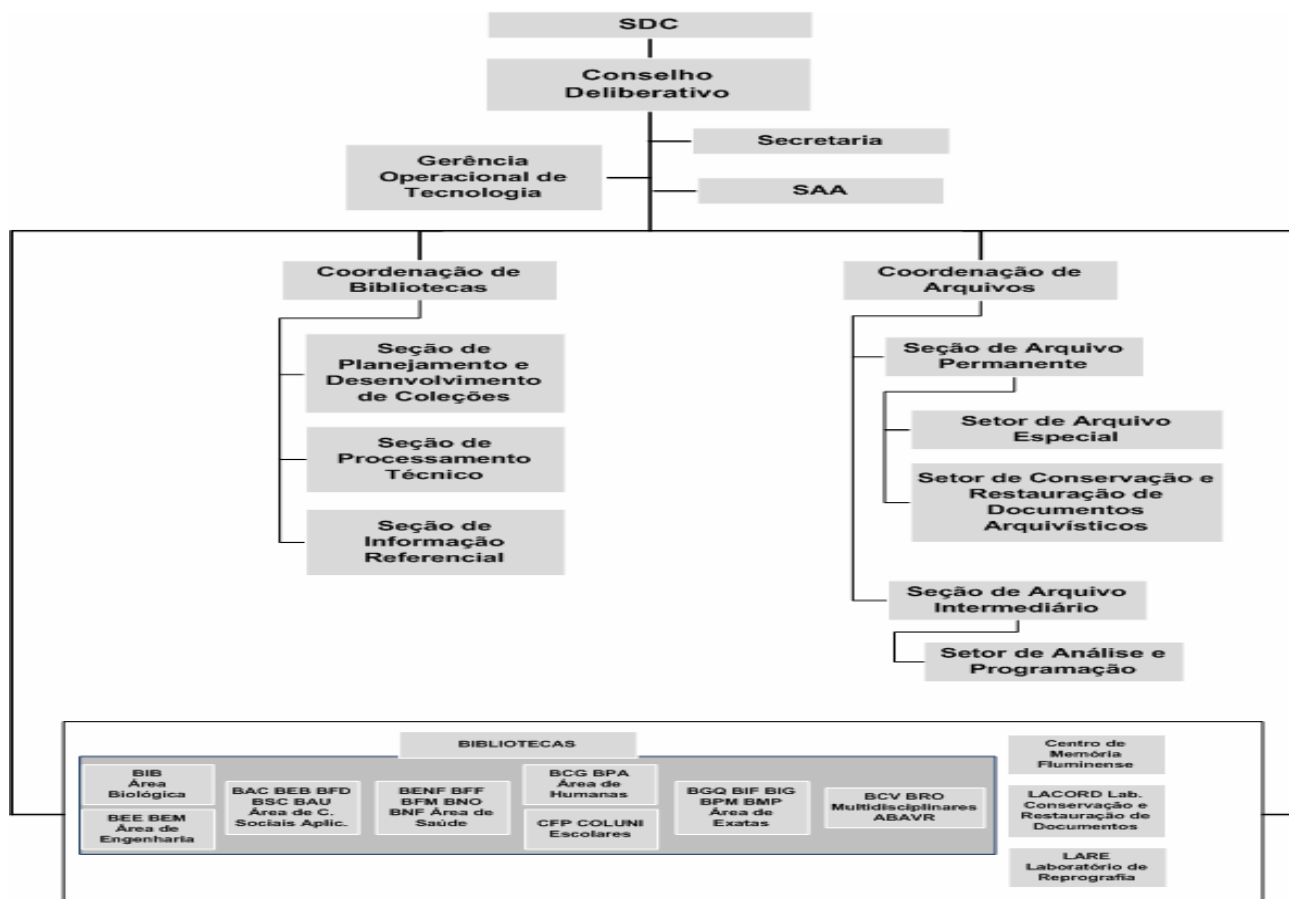 SDC
Conselho
Deliberativo
Secretaria
Gerência
Operacional de
Tecnologia
SAA
Coordenação de
Bibliotecas
Seção de
Planejamento e
Desenvolvimento
de Coleções
Seção de
Processamento
Técnico
Seção de
Informação
Referencial
Coordenação de
Arquivos
Seção de Arquivo
Permanente
Setor de Arquivo
Especial
Setor de Conservação e
Restauração de
Documentos
Arquivísticos
Seção de Arquivo
Intermediário
Setor de Análise e
Programação
BIBLIOTECAS
BIB
Área
Biológica
BEE BEM
Área de
Engenharia
BAC BEB BFD
BSC BAU
Área de C.
Sociais Aplic.
BENF BFF
BFM BNO
BNF Área de
Saúde
BCG BPA
Área de
Humanas
CFP COLUNI
Escolares
BGQ BIF BIG
BPM BMP
Área de
Exatas
BCV BRO
Multidisciplinares
ABAVR
Centro de
Memória
Fluminense
LACORD Lab.
Conservação e
Restauração de
Documentos
LARE
Laboratório de
Reprografia